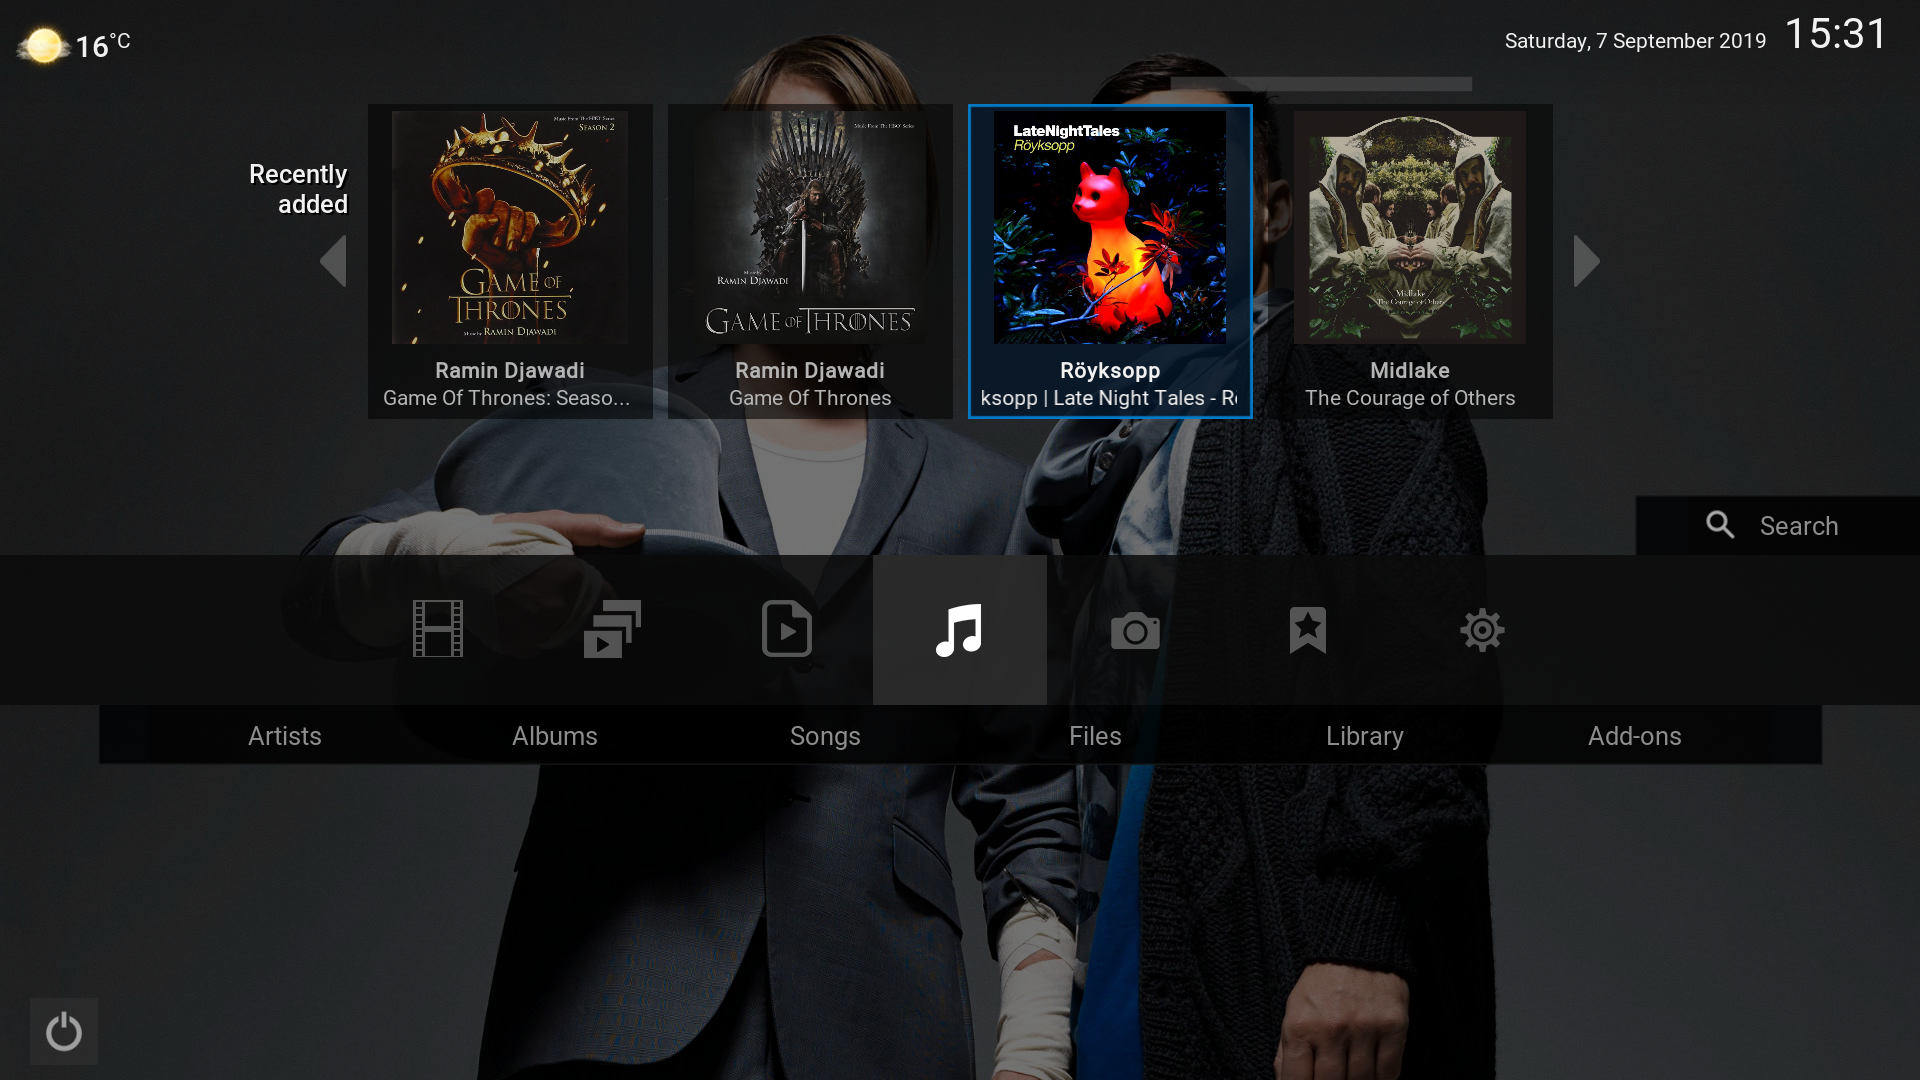 16°C
Saturday, 7 September 2019 15:31
Recently
added
Music From The HBO Series
SEASON 2
GAME OF
THRONES
Music by RAMIN DJAWADI
Ramin Djawadi
Game Of Thrones: Seaso...
Music From The HBO Series
Music by
RAMIN DJAWADI
GAME OF THRONES
Ramin Djawadi
Game Of Thrones
LateNightTales
Röyksopp
Röyksopp
ksopp | Late Night Tales - R
Midlake
The Courage of Others
Midlake
The Courage of Others
Search
Artists
Albums
Songs
Files
Library
Add-ons